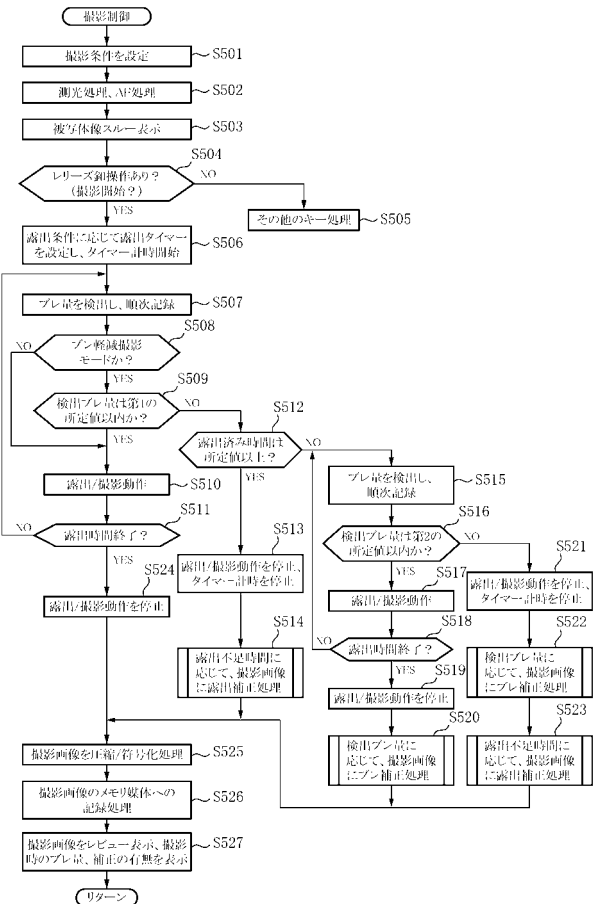 撮影制御
撮影条件を設定
S501
測光処理、AF処理
S502
被写体像スルー表示
S503
レリーズ釦操作あり?
(撮影開始?)
S504
NO
YES
その他のキー処理
S505
露出条件に応じて露出タイマー
を設定し、タイマー計時開始
S506
ブレ量を検出し、順次記録
S507
ブレ軽減撮影
モードか?
S508
NO
YES
検出ブレ量は第1の
所定値以内か?
S509
NO
YES
露出/撮影動作
S510
露出時間終了?
S511
NO
YES
露出/撮影動作を停止
S524
露出済み時間は
所定値以上?
S512
NO
YES
露出/撮影動作を停止、
タイマー計時を停止
S513
露出不足時間に
応じて、撮影画像
に露出補正処理
S514
ブレ量を検出し、
順次記録
S515
検出ブレ量は第2の
所定値以内か?
S516
NO
YES
露出/撮影動作
S517
露出時間終了?
S518
NO
YES
露出/撮影動作を停止
S519
検出ブレ量に
応じて、撮影画像
にブレ補正処理
S520
露出/撮影動作を停止、
タイマー計時を停止
S521
検出ブレ量に
応じて、撮影画像
にブレ補正処理
S522
露出不足時間に
応じて、撮影画像
に露出補正処理
S523
撮影画像を圧縮/符号化処理
S525
撮影画像のメモリ媒体への
記録処理
S526
撮影画像をレビュー表示、撮影
時のブレ量、補正の有無を表示
S527
リターン